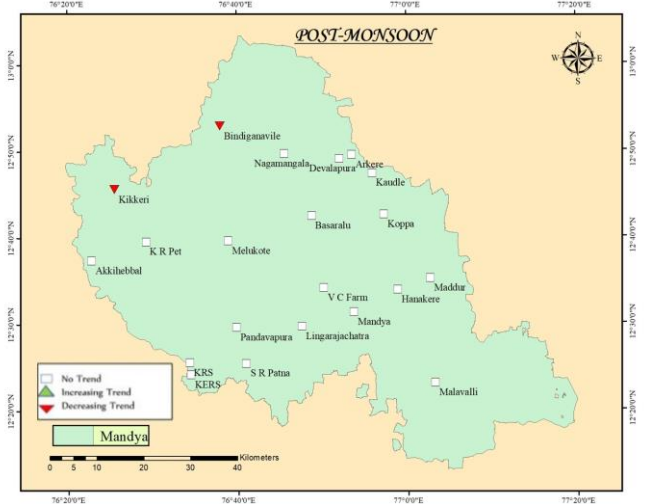 76°20'0"E 76°40'0"E 77°0'0"E 77°20'0"E
POST-MONSOON
N
W E
S
13°0'0"N 13°0'0"N
Bindiganavile
12°50'0"N 12°50'0"N
Nagamangala
Devalapura
Arkere
Kaudle
Kikkeri
Basaralu
Koppa
12°40'0"N 12°40'0"N
K R Pet
Melukote
Akkihebbal
Maddur
V C Farm
Hanakere
12°30'0"N 12°30'0"N
Mandya
Pandavapura
Lingarajachatra
KRS
S R Patna
KERS
Malavalli
12°20'0"N 12°20'0"N
No Trend
Increasing Trend
Decreasing Trend
Mandya
Kilometers
0 5 10 20 30 40
76°20'0"E 76°40'0"E 77°0'0"E 77°20'0"E